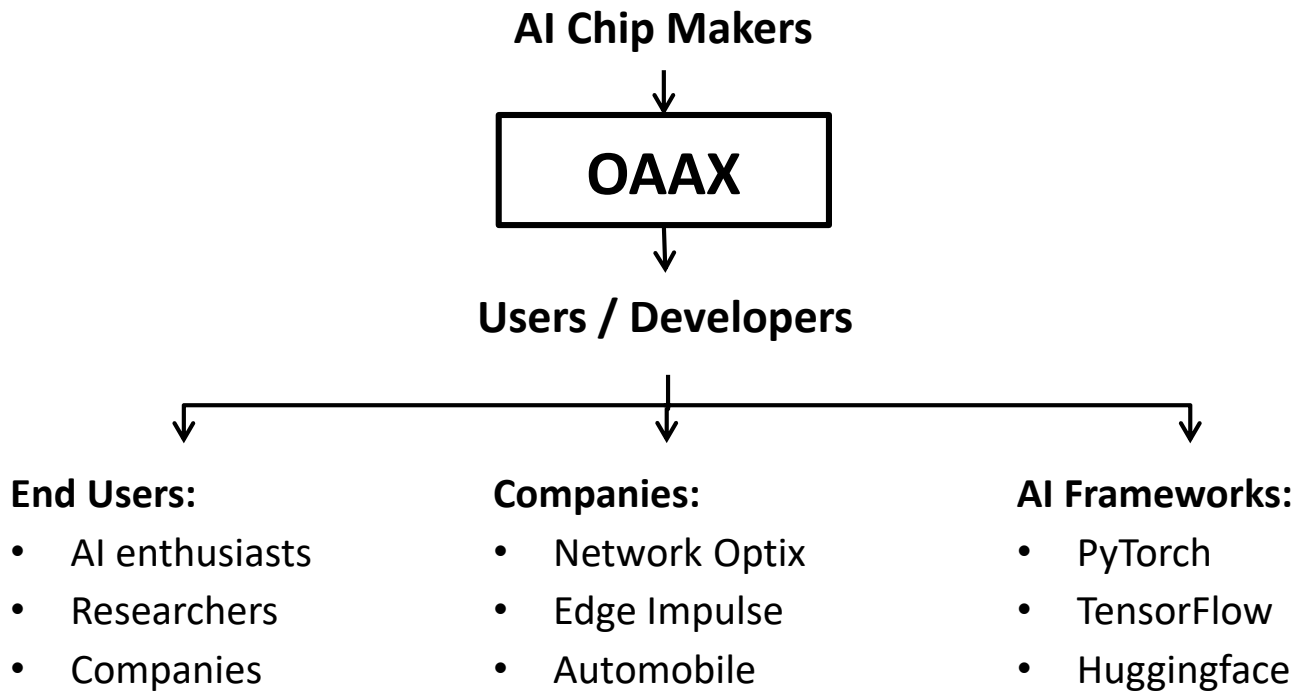 AI Chip Makers
OAAX
Users / Developers
End Users:
• AI enthusiasts
• Researchers
• Companies
Companies:
• Network Optix
• Edge Impulse
• Automobile
AI Frameworks:
• PyTorch
• TensorFlow
• Huggingface